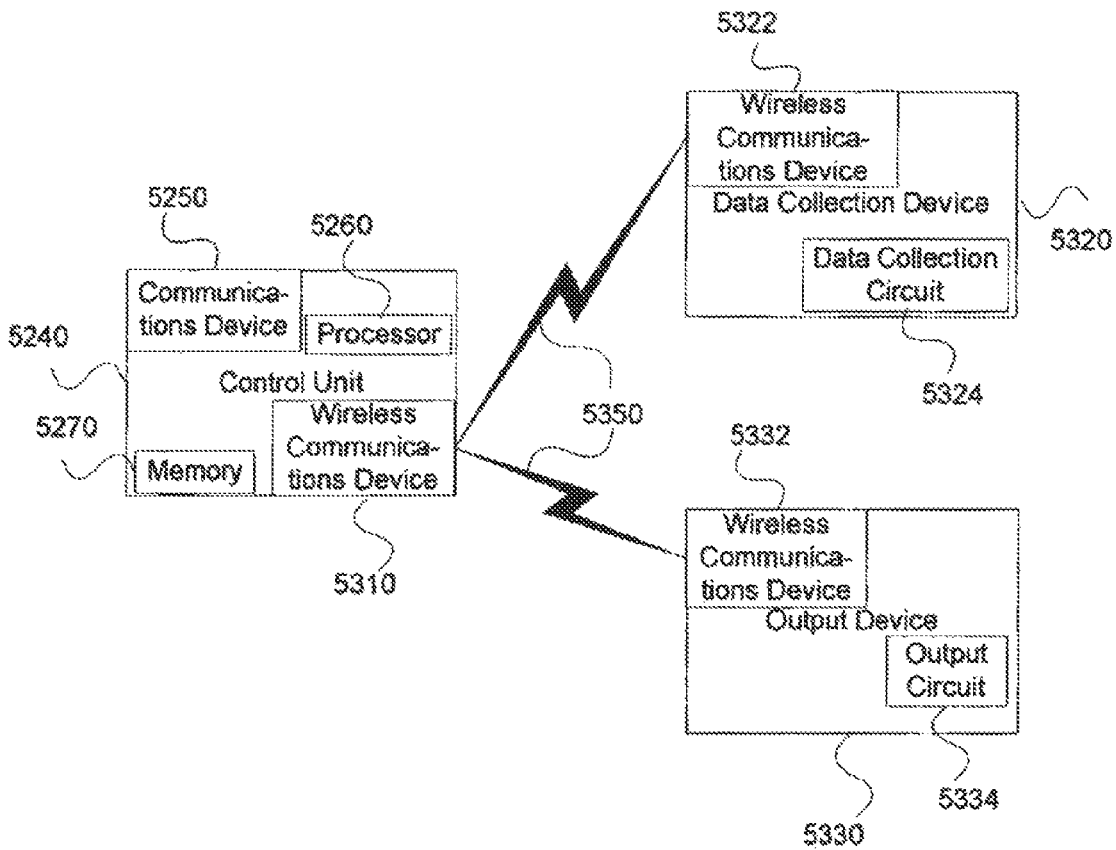 5322
Wireless
Communica-
tions Device
Data Collection Device
5320
Data Collection
Circuit
5324
5250
5260
Communica-
tions Device
Processor
5240
Control Unit
5270
Wireless
Communica-
tions Device
Memory
5310
5350
5332
Wireless
Communica-
tions Device
Output Device
Output
Circuit
5334
5330